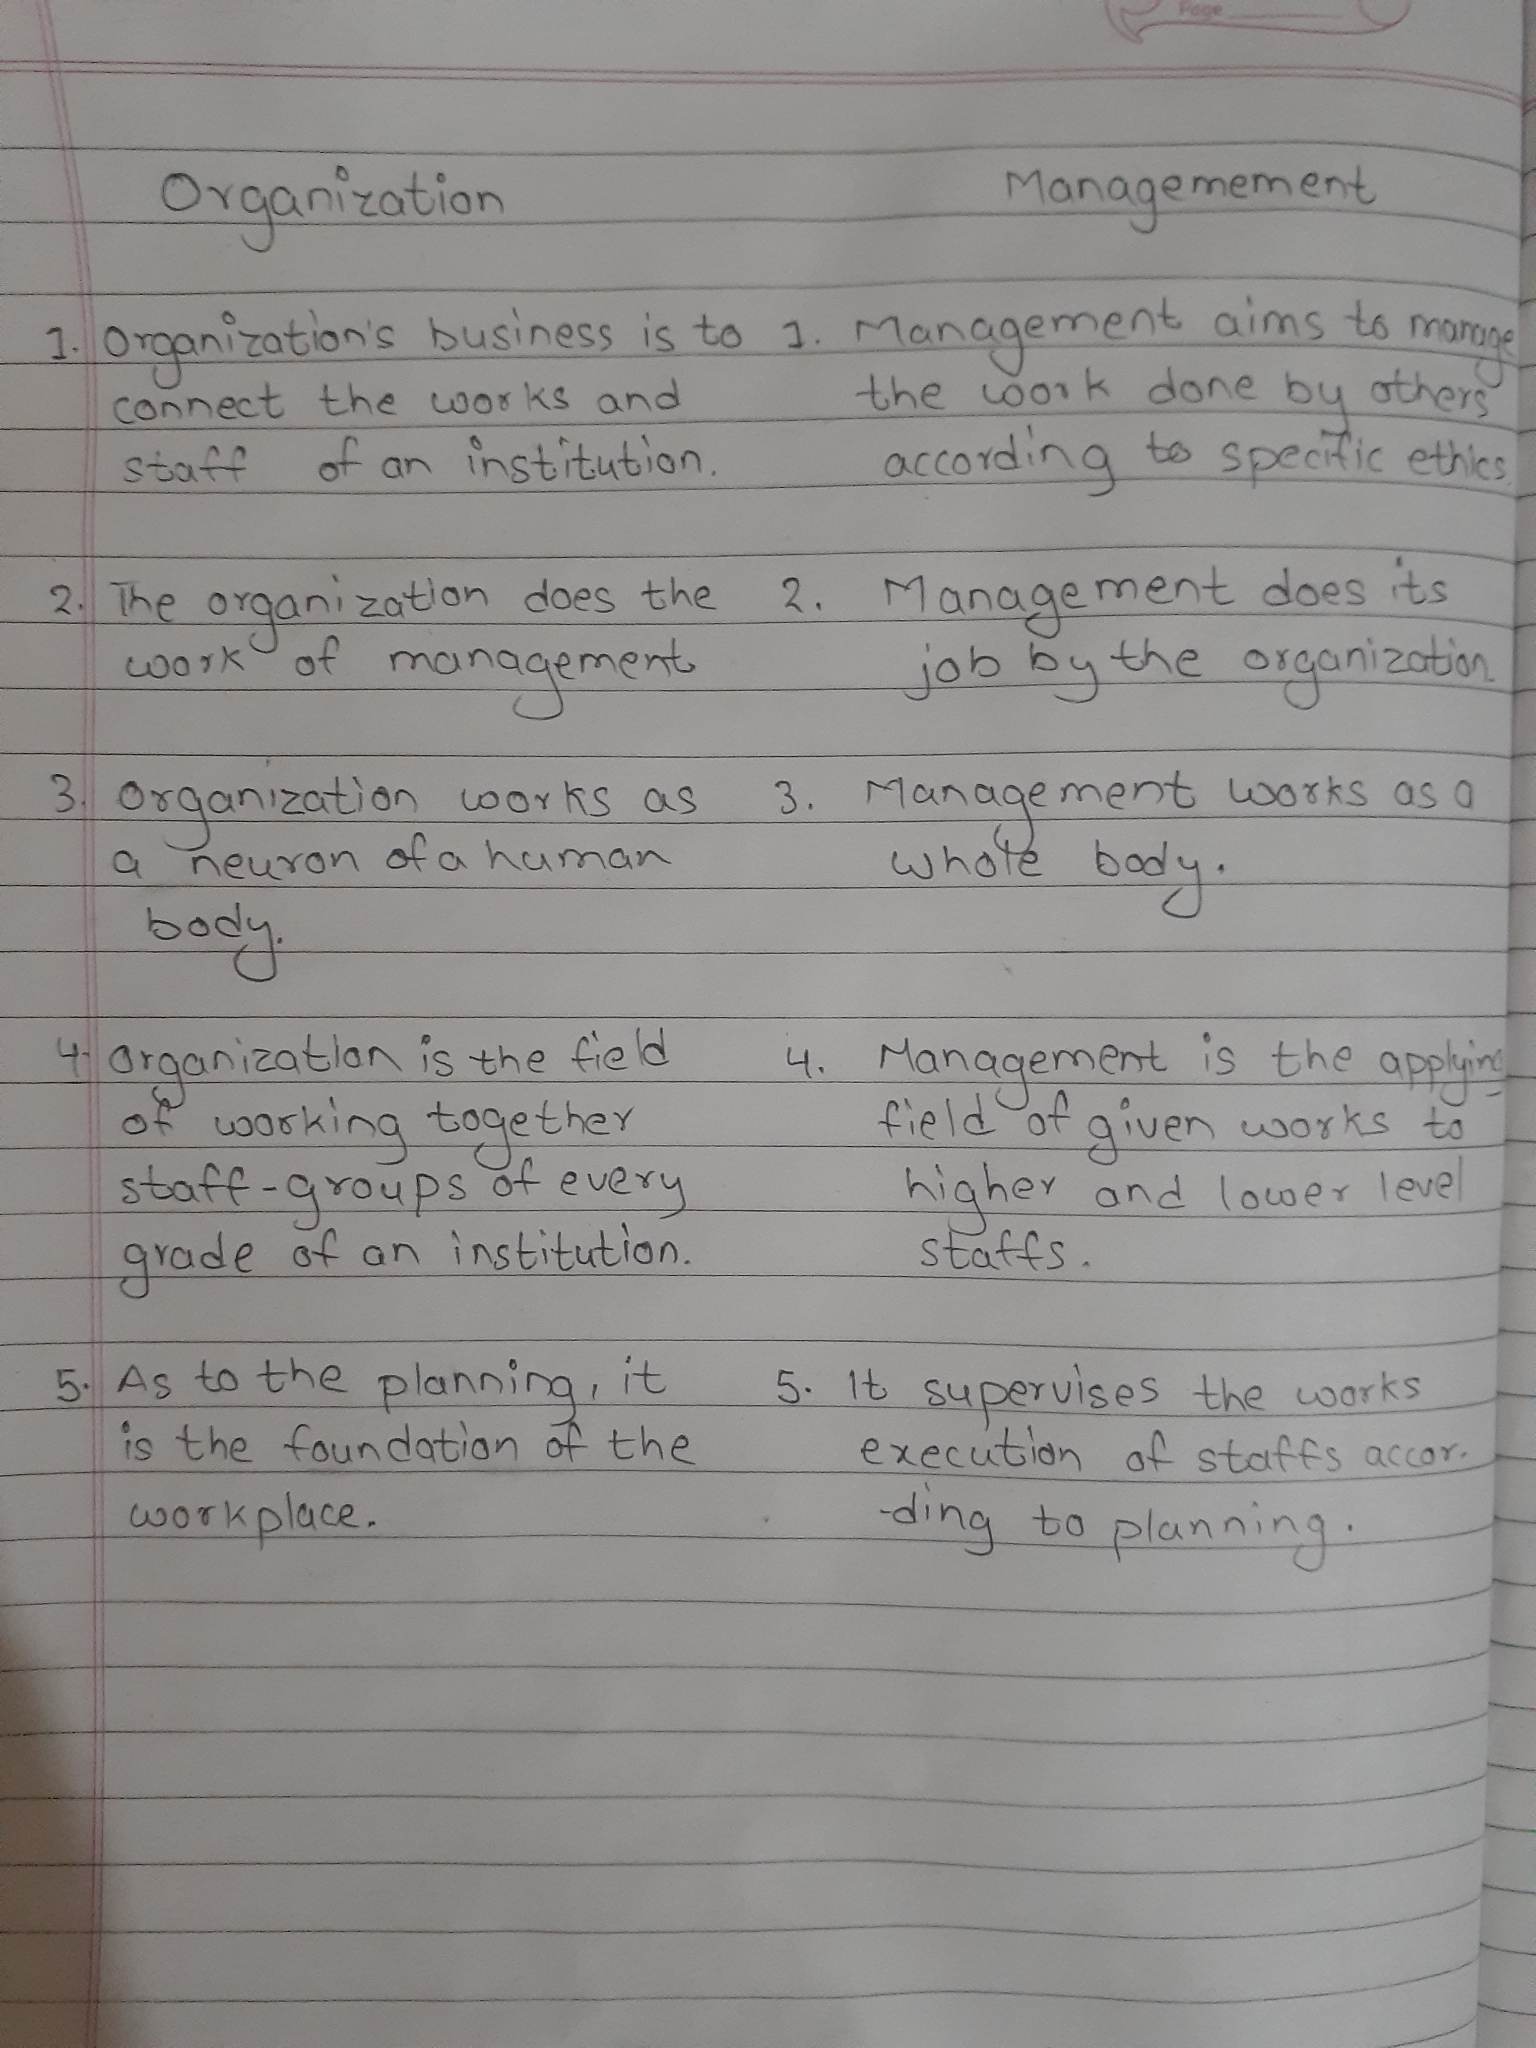 Page
Organization Managemement
1. Organization's business is to 1. Management aims to manage
connect the works and the work done by others
staff of an institution. according to specific ethics.
2. The organization does the 2. Management does its
work of management job by the organization.
3. Organization works as 3. Management works as a
a neuron of a human whole body.
body.
4. Organization is the field 4. Management is the applying
of working together field of given works to
staff-groups of every higher and lower level
grade of an institution. staffs.
5. As to the planning, it 5. It supervises the works
is the foundation of the execution of staffs accor-
workplace. -ding to planning.